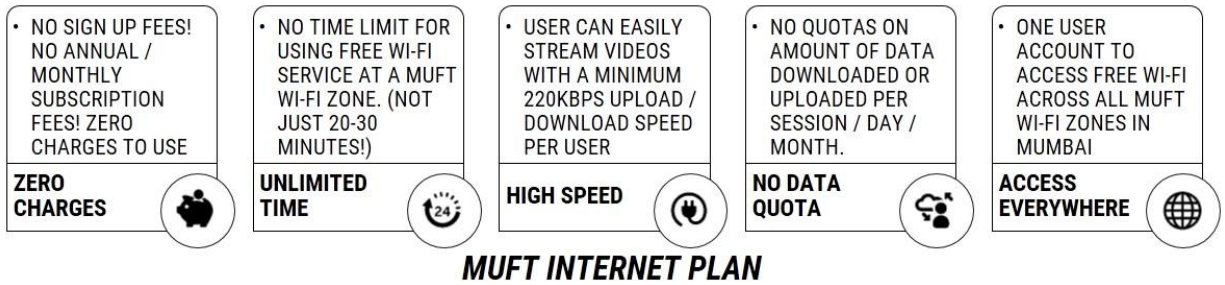 • NO SIGN UP FEES!
NO ANNUAL /
MONTHLY
SUBSCRIPTION
FEES! ZERO
CHARGES TO USE
ZERO
CHARGES
• NO TIME LIMIT FOR
USING FREE WI-FI
SERVICE AT A MUFT
WI-FI ZONE. (NOT
JUST 20-30
MINUTES!)
UNLIMITED
TIME
24
• USER CAN EASILY
STREAM VIDEOS
WITH A MINIMUM
220KBPS UPLOAD /
DOWNLOAD SPEED
PER USER
HIGH SPEED
• NO QUOTAS ON
AMOUNT OF DATA
DOWNLOADED OR
UPLOADED PER
SESSION / DAY /
MONTH.
NO DATA
QUOTA
• ONE USER
ACCOUNT TO
ACCESS FREE WI-FI
ACROSS ALL MUFT
WI-FI ZONES IN
MUMBAI
ACCESS
EVERYWHERE
MUFT INTERNET PLAN